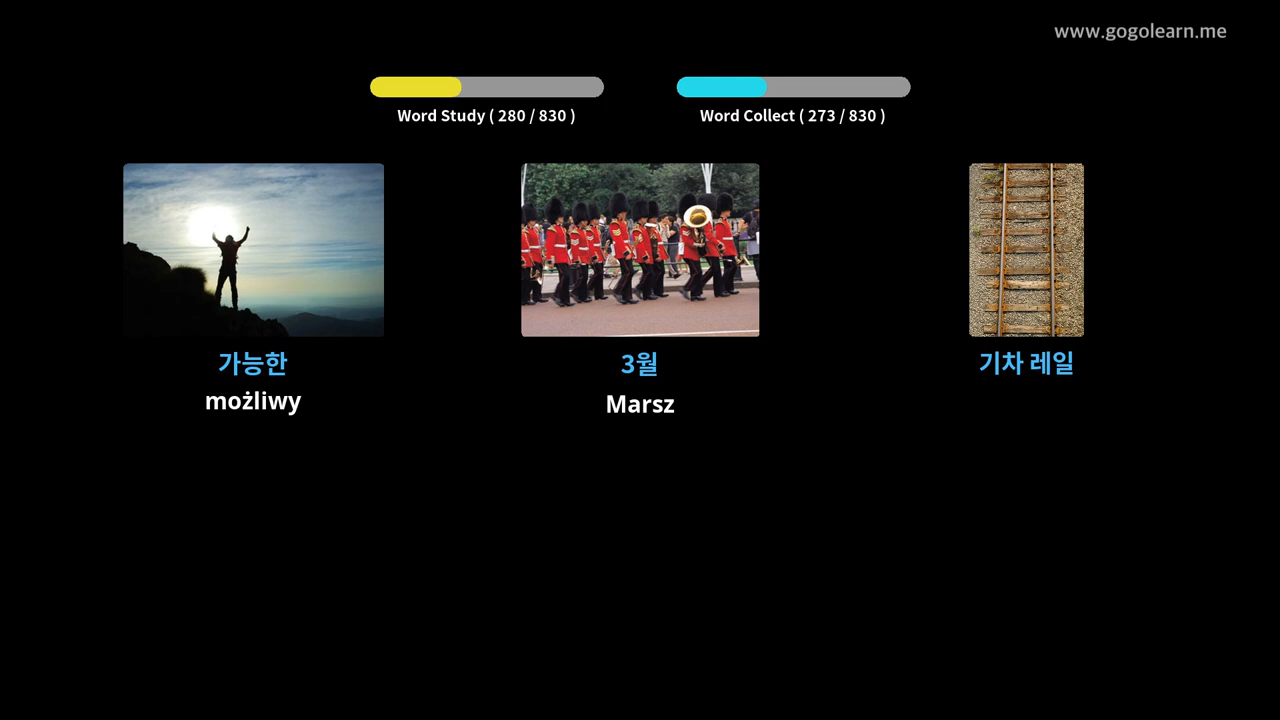 www.gogolearn.me
Word Study ( 280 / 830 )
Word Collect ( 273 / 830 )
가능한
możliwy
3월
Marsz
기차 레일